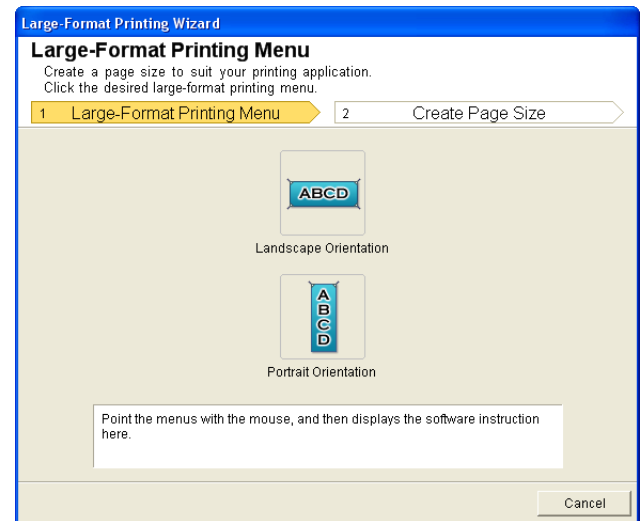 Large-Format Printing Wizard
Large-Format Printing Menu
Create a page size to suit your printing application.
Click the desired large-format printing menu.
1 Large-Format Printing Menu 2 Create Page Size
ABCD
Landscape Orientation
A
B
C
D
Portrait Orientation
Point the menus with the mouse, and then displays the software instruction
here.
Cancel